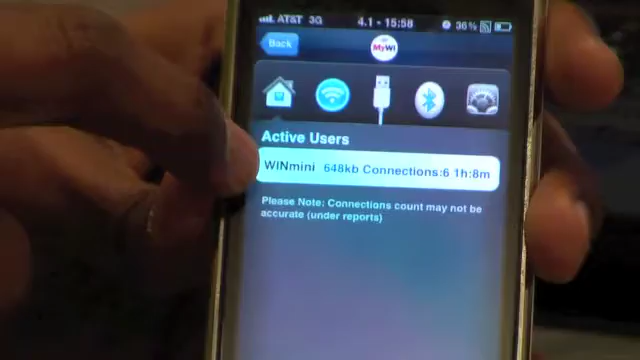 AT&T 3G 4.1 - 15:58 36%
Back
MyWi
Active Users
WINmini 648kb Connections:6 1h:8m
Please Note: Connections count may not be
accurate (under reports)